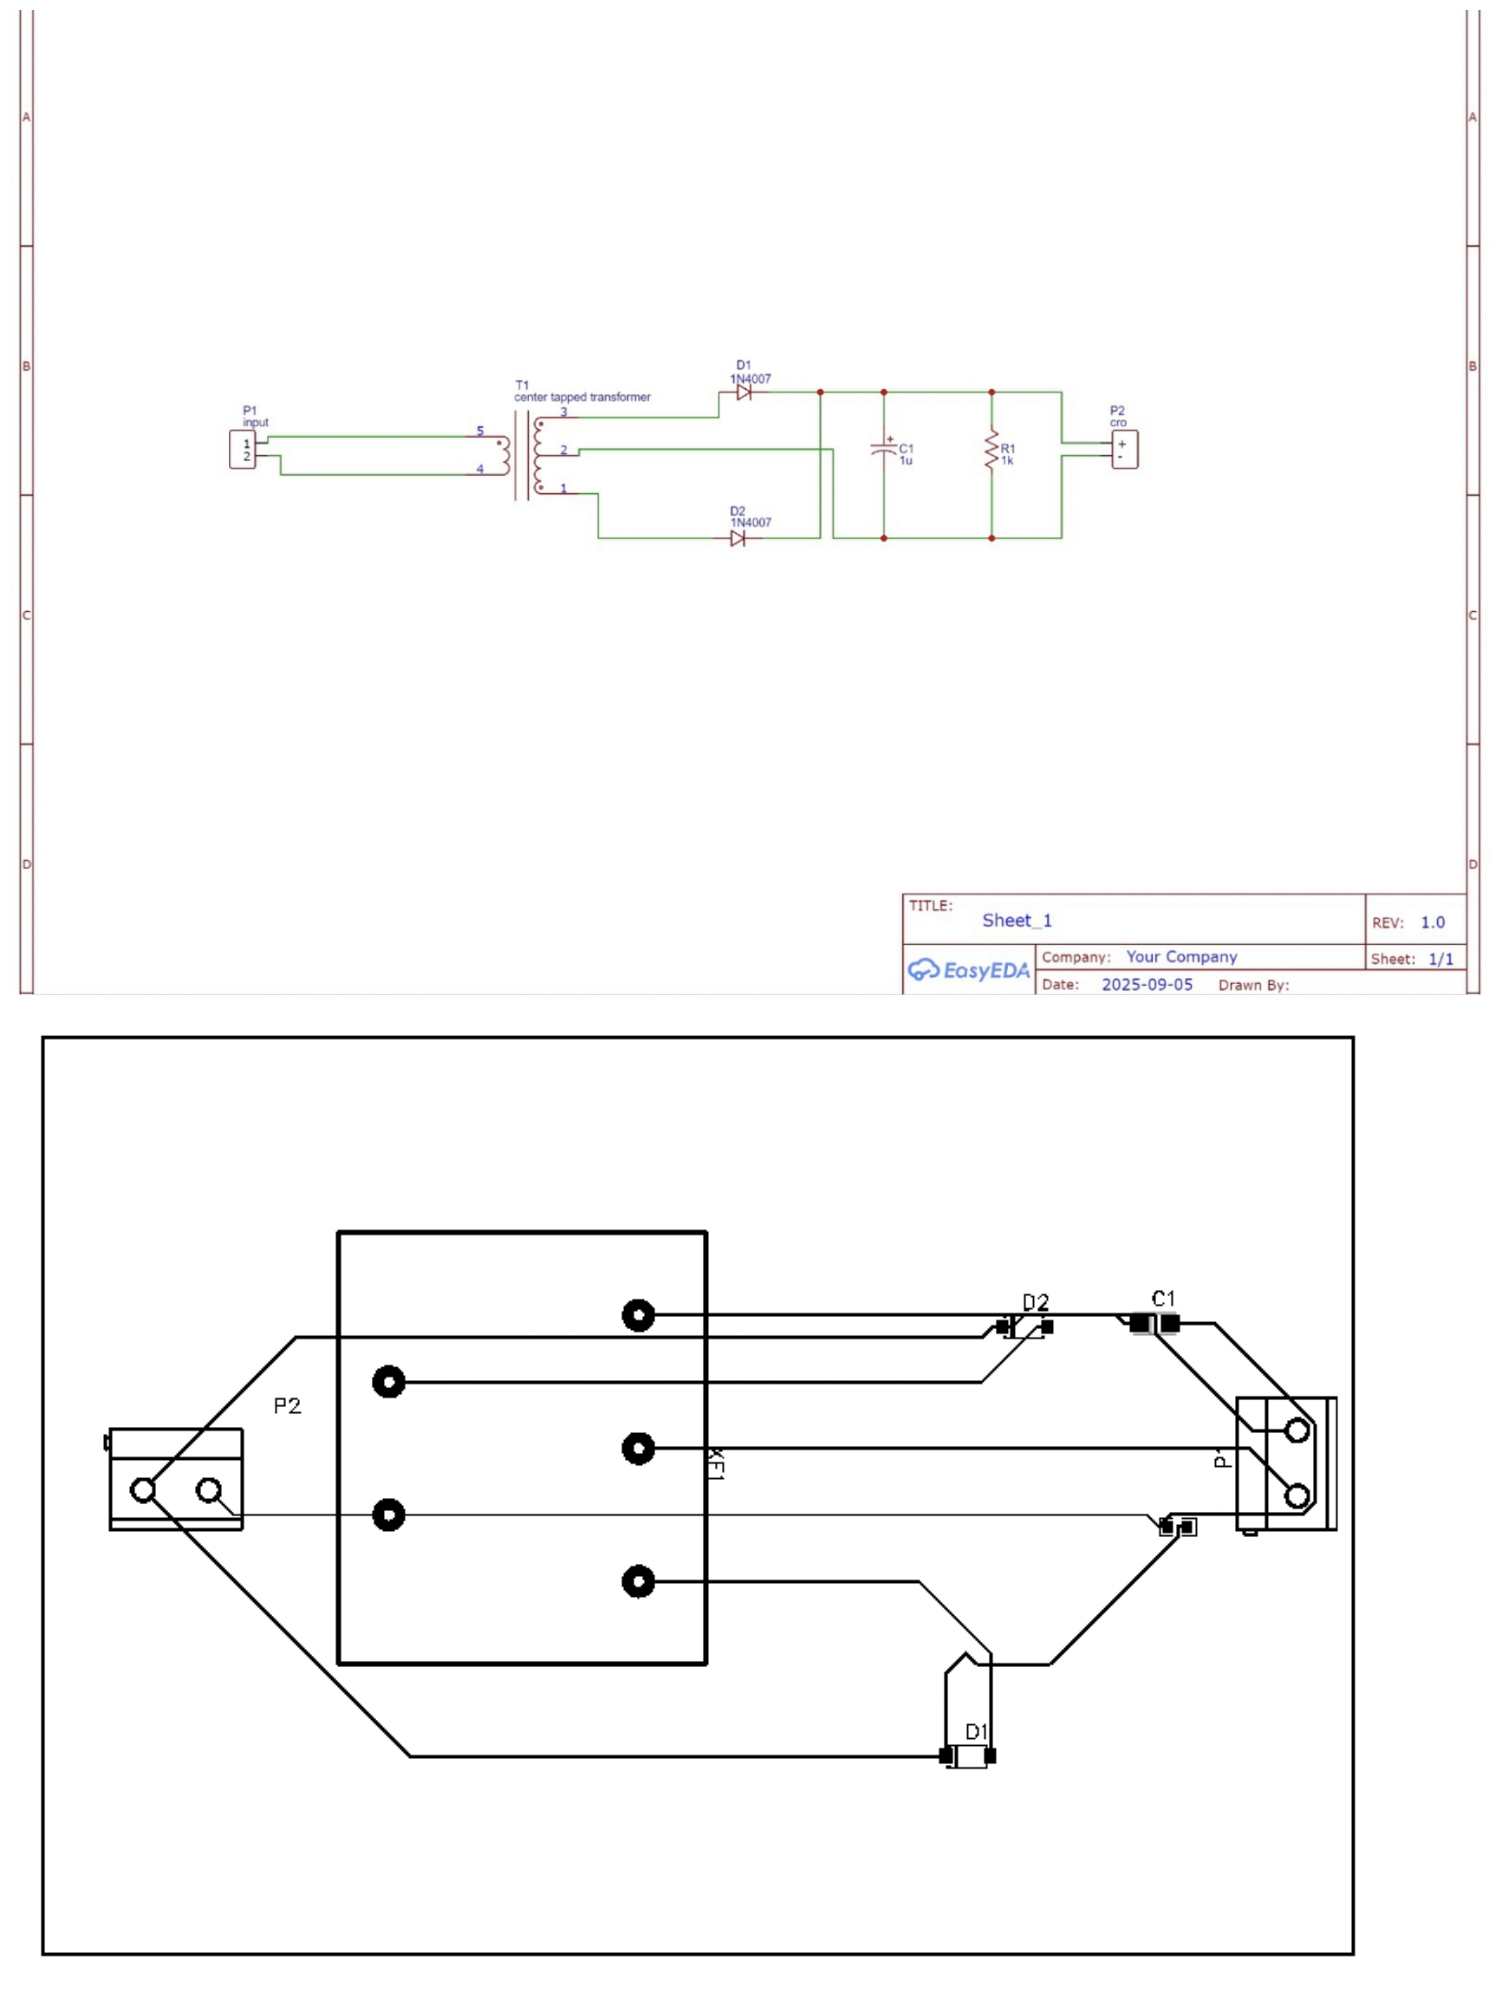 A
A
B
B
C
C
D
D
P1
input
1
2
T1
center tapped transformer
5
4
3
2
1
D1
1N4007
D2
1N4007
C1
1u
R1
1k
P2
cro
+
-
TITLE:
Sheet_1
REV: 1.0
EasyEDA
Company: Your Company
Sheet: 1/1
Date: 2025-09-05 Drawn By:
D2
C1
P2
XF1
P1
D1